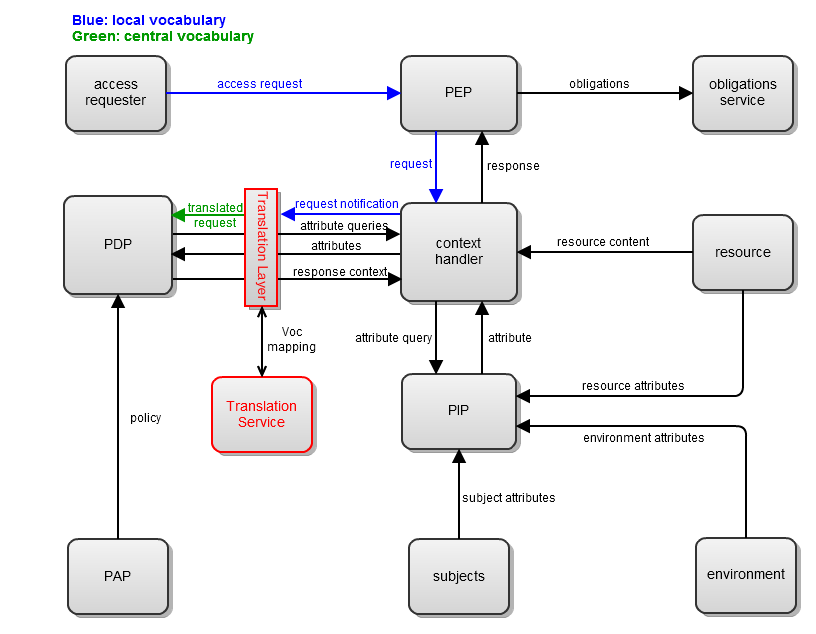 Blue: local vocabulary
Green: central vocabulary
access
requester
access request
PEP
obligations
obligations
service
request
response
translated
request
Translation Layer
request notification
attribute queries
attributes
response context
PDP
context
handler
resource content
resource
Voc
mapping
attribute query
attribute
Translation
Service
PIP
resource attributes
environment attributes
policy
subject attributes
PAP
subjects
environment